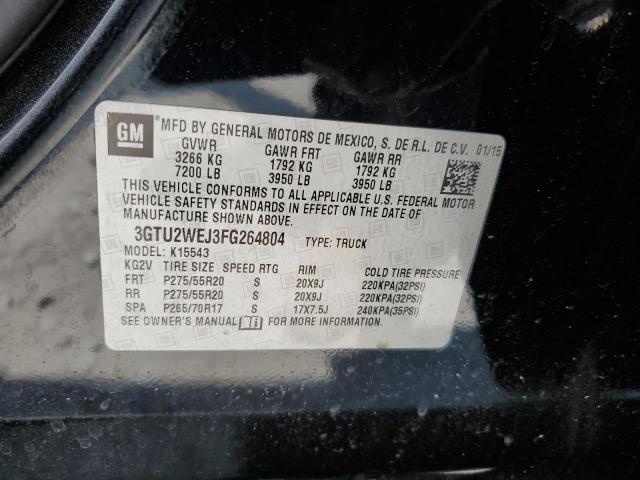 GM MFD BY GENERAL MOTORS DE MEXICO, S. DE R.L. DE C.V. 01/15
GVWR GAWR FRT GAWR RR
3266 KG 1792 KG 1792 KG
7200 LB 3950 LB 3950 LB
THIS VEHICLE CONFORMS TO ALL APPLICABLE U.S. FEDERAL MOTOR
VEHICLE SAFETY STANDARDS IN EFFECT ON THE DATE OF
MANUFACTURE SHOWN ABOVE.
3GTU2WEJ3FG264804 TYPE: TRUCK
MODEL: K15543
KG2V TIRE SIZE SPEED RTG RIM COLD TIRE PRESSURE
FRT P275/55R20 S 20X9J 220KPA(32PSI)
RR P275/55R20 S 20X9J 220KPA(32PSI)
SPA P265/70R17 S 17X7.5J 240KPA(35PSI)
SEE OWNER'S MANUAL FOR MORE INFORMATION.